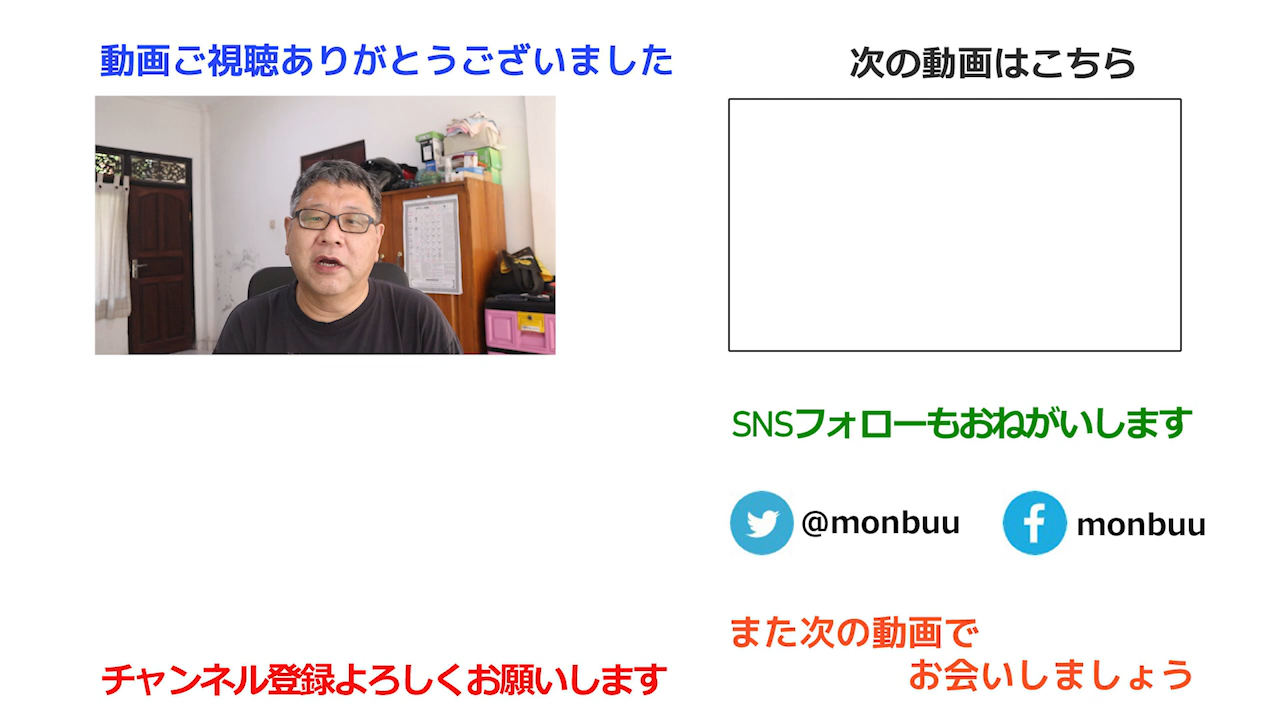 動画ご視聴ありがとうございました
次の動画はこちら
SNSフォローもおねがいします
@monbuu
monbuu
また次の動画で
お会いしましょう
チャンネル登録よろしくお願いします